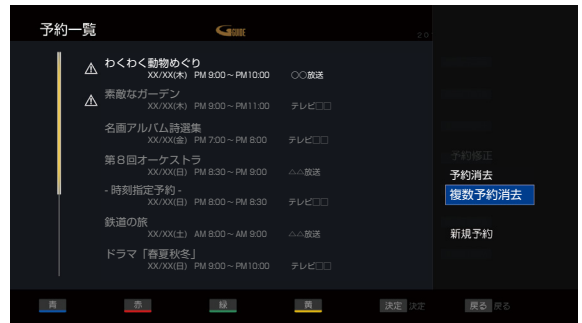 予約一覧
G GUIDE
20
わくわく動物めぐり
XX/XX(木) PM 9:00～PM10:00 ○○放送
素敵なガーデン
XX/XX(木) PM 9:00～PM11:00 テレビ□□
名画アルバム詩選集
XX/XX(金) PM 7:00～PM 8:00 テレビ□□
第8回オーケストラ
XX/XX(日) PM 8:30～PM 9:00 △△放送
- 時刻指定予約 -
XX/XX(日) PM 8:00～PM 8:30 テレビ□□
鉄道の旅
XX/XX(土) AM 8:00～AM 9:00 △△放送
ドラマ「春夏秋冬」
XX/XX(日) PM 9:00～PM10:00 テレビ□□
予約修正
予約消去
複数予約消去
新規予約
青 赤 緑 黄 決定 決定 戻る 戻る